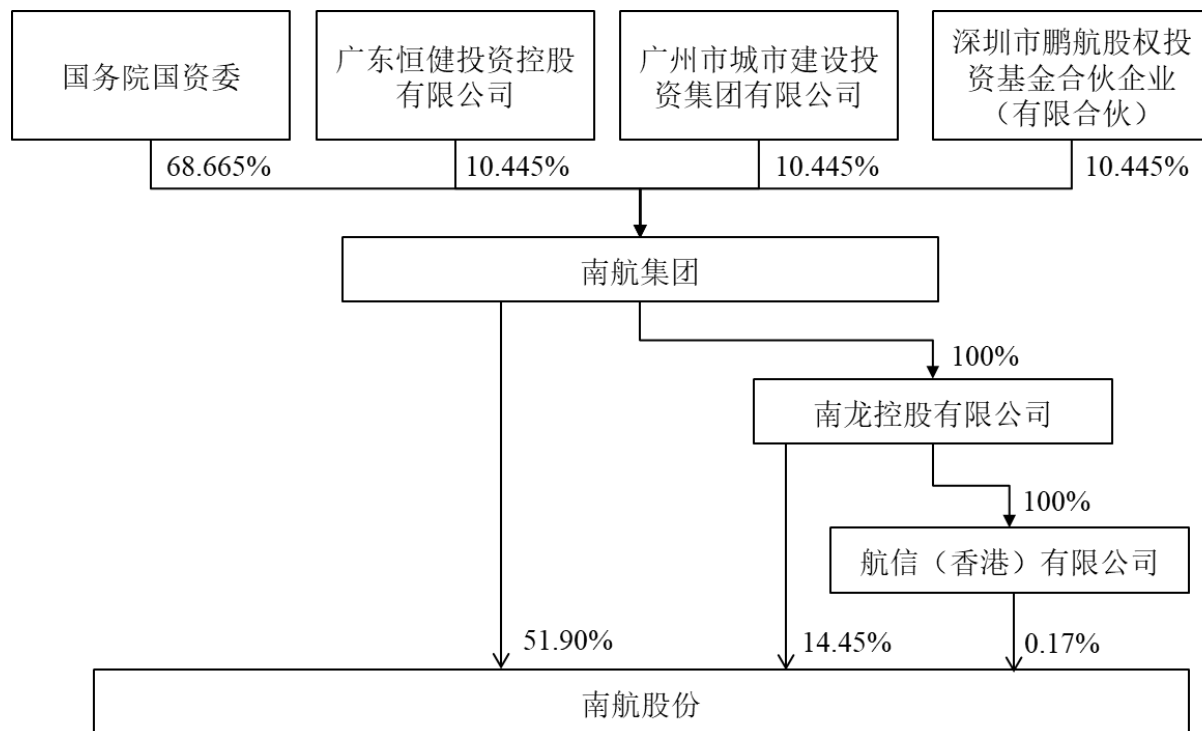 国务院国资委
广东恒健投资控股
有限公司
广州市城市建设投
资集团有限公司
深圳市鹏航股权投
资基金合伙企业
（有限合伙）
68.665%
10.445%
10.445%
10.445%
南航集团
100%
南龙控股有限公司
100%
航信（香港）有限公司
51.90%
14.45%
0.17%
南航股份